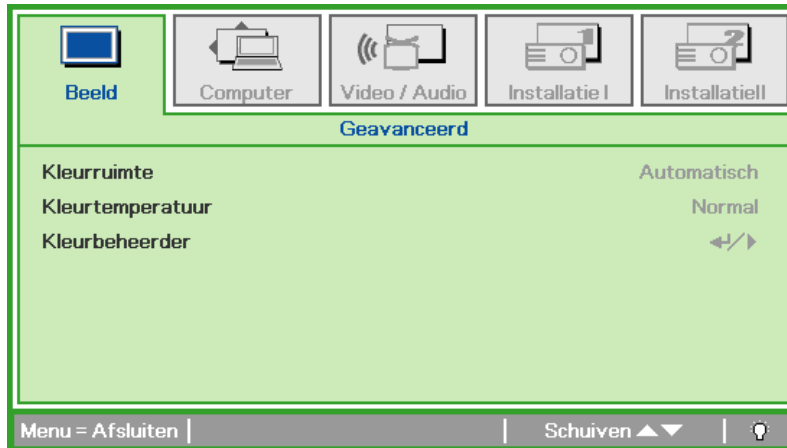 Beeld
Computer
Video / Audio
Installatie I
InstallatieII
Geavanceerd
Kleurruimte Automatisch
Kleurtemperatuur Normal
Kleurbeheerder
Menu = Afsluiten
Schuiven